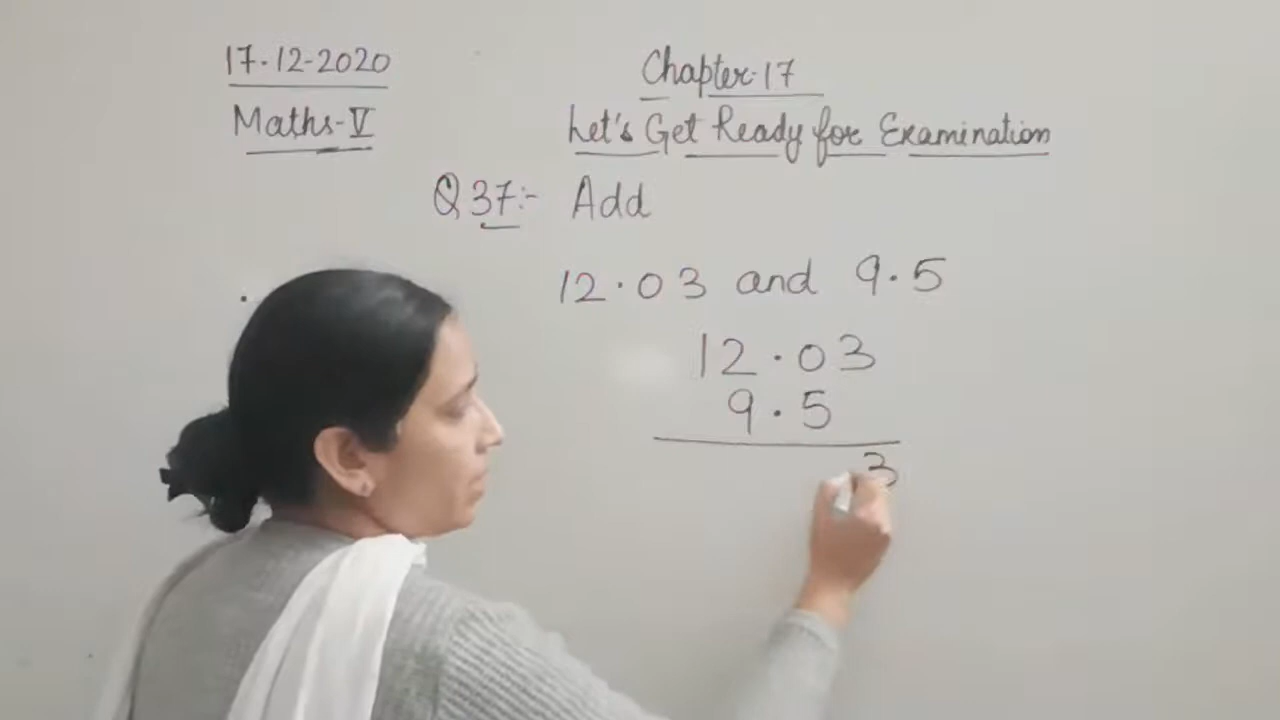 17.12-2020
Maths-V
Chapter-17
Let's Get Ready for Examination
Q37:- Add
12.03 and 9.5
12.03
9.5
3